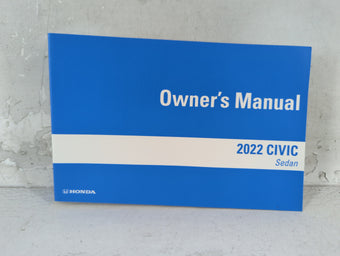 Owner's Manual
2022 CIVIC
Sedan
HONDA